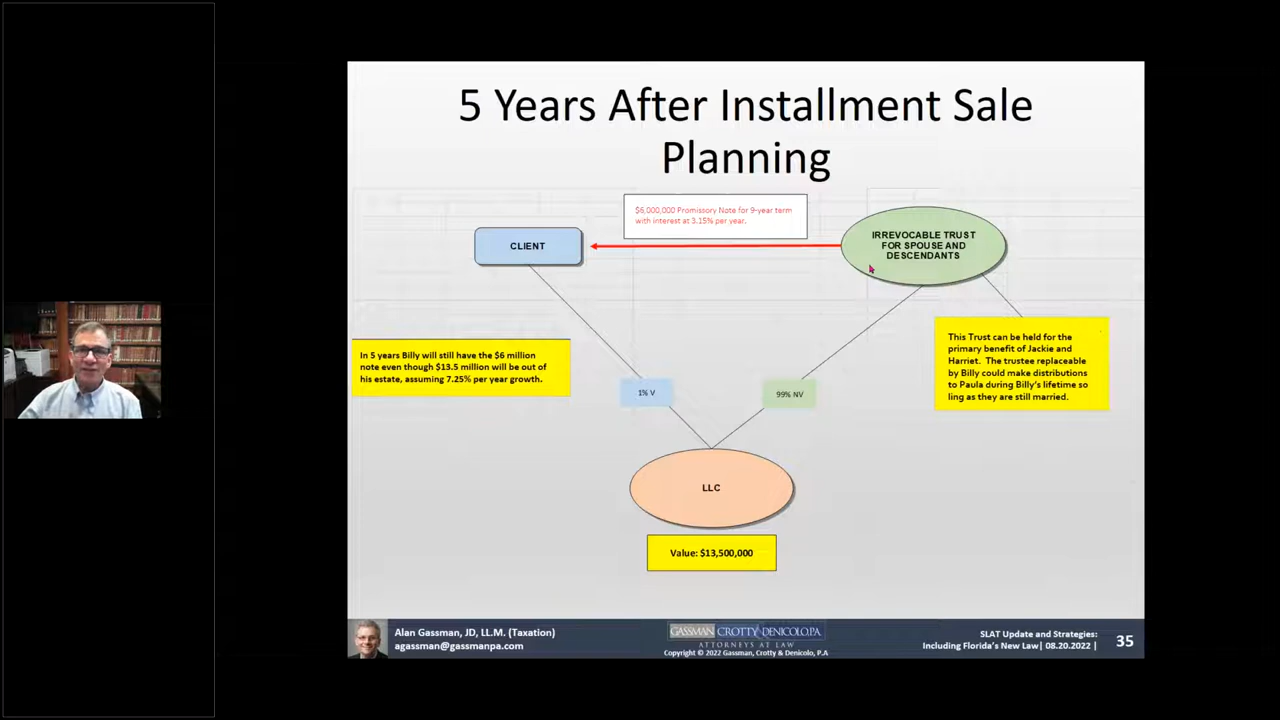 5 Years After Installment Sale
Planning
$6,000,000 Promissory Note for 9-year term
with interest at 3.15% per year.
CLIENT
IRREVOCABLE TRUST
FOR SPOUSE AND
DESCENDANTS
In 5 years Billy will still have the $6 million
note even though $13.5 million will be out of
his estate, assuming 7.25% per year growth.
This Trust can be held for the
primary benefit of Jackie and
Harriet. The trustee replaceable
by Billy could make distributions
to Paula during Billy's lifetime so
ling as they are still married.
1% V
99% NV
LLC
Value: $13,500,000
Alan Gassman, JD, LL.M. (Taxation)
agassman@gassmanpa.com
GASSMAN CROTTY & DENICOLO, P.A.
ATTORNEYS AT LAW
Copyright © 2022 Gassman, Crotty & Denicolo, P.A
SLAT Update and Strategies:
Including Florida's New Law| 08.20.2022 |
35